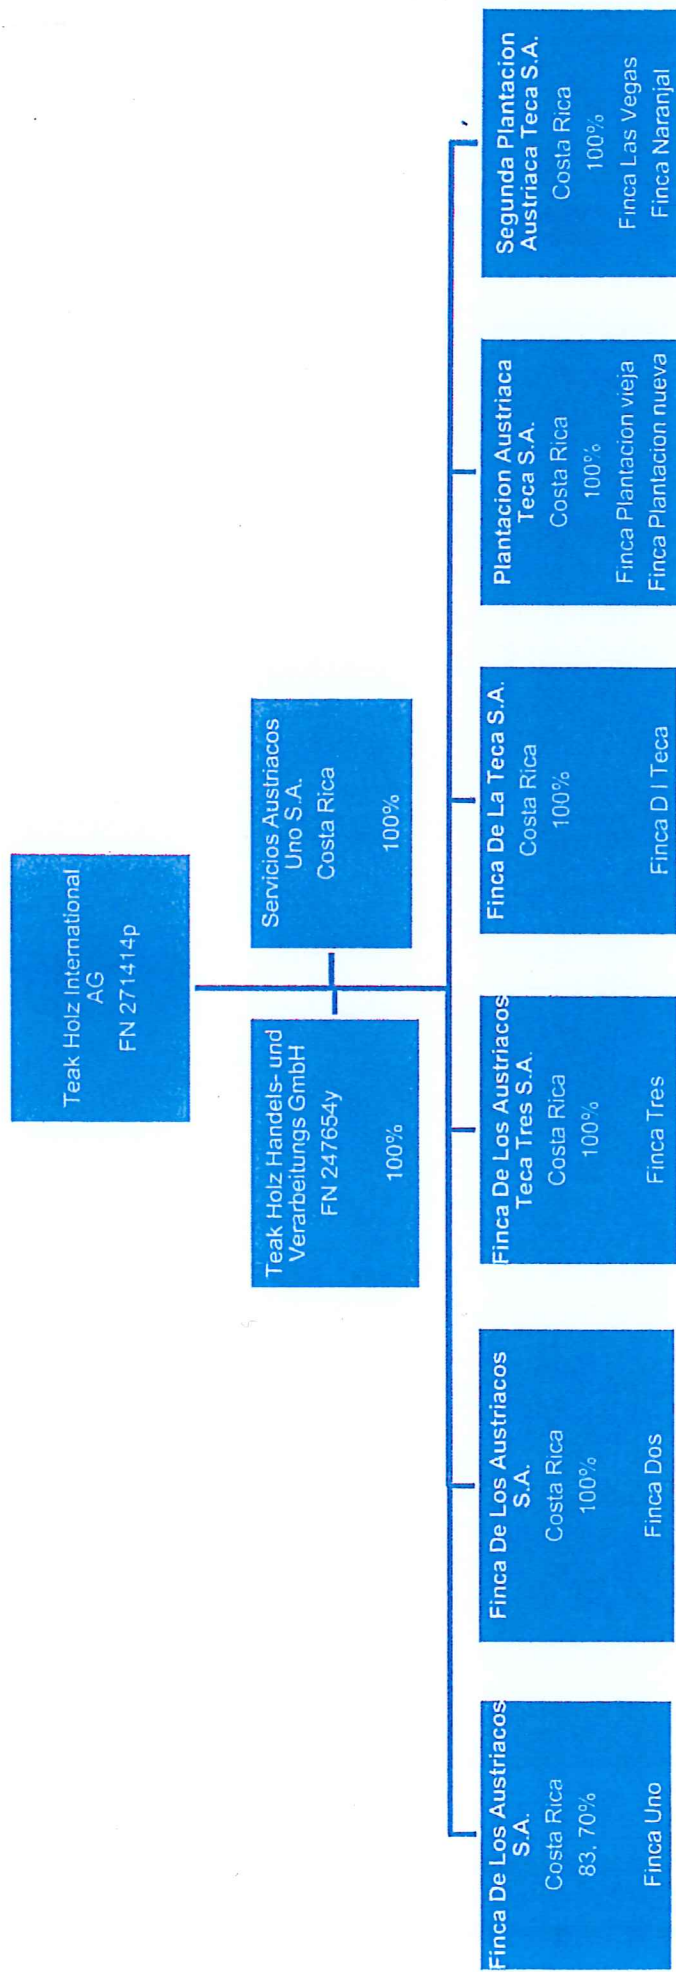 Teak Holz International
AG
FN 271414p
Teak Holz Handels- und
Verarbeitungs GmbH
FN 247654y
100%
Servicios Austriacos
Uno S.A.
Costa Rica
100%
Finca De Los Austriacos
S.A.
Costa Rica
83,70%
Finca Uno
Finca De Los Austriacos
S.A.
Costa Rica
100%
Finca Dos
Finca De Los Austriacos
Teca Tres S.A.
Costa Rica
100%
Finca Tres
Finca De La Teca S.A.
Costa Rica
100%
Finca D l Teca
Plantacion Austriaca
Teca S.A.
Costa Rica
100%
Finca Plantacion vieja
Finca Plantacion nueva
Segunda Plantacion
Austriaca Teca S.A.
Costa Rica
100%
Finca Las Vegas
Finca Naranjal